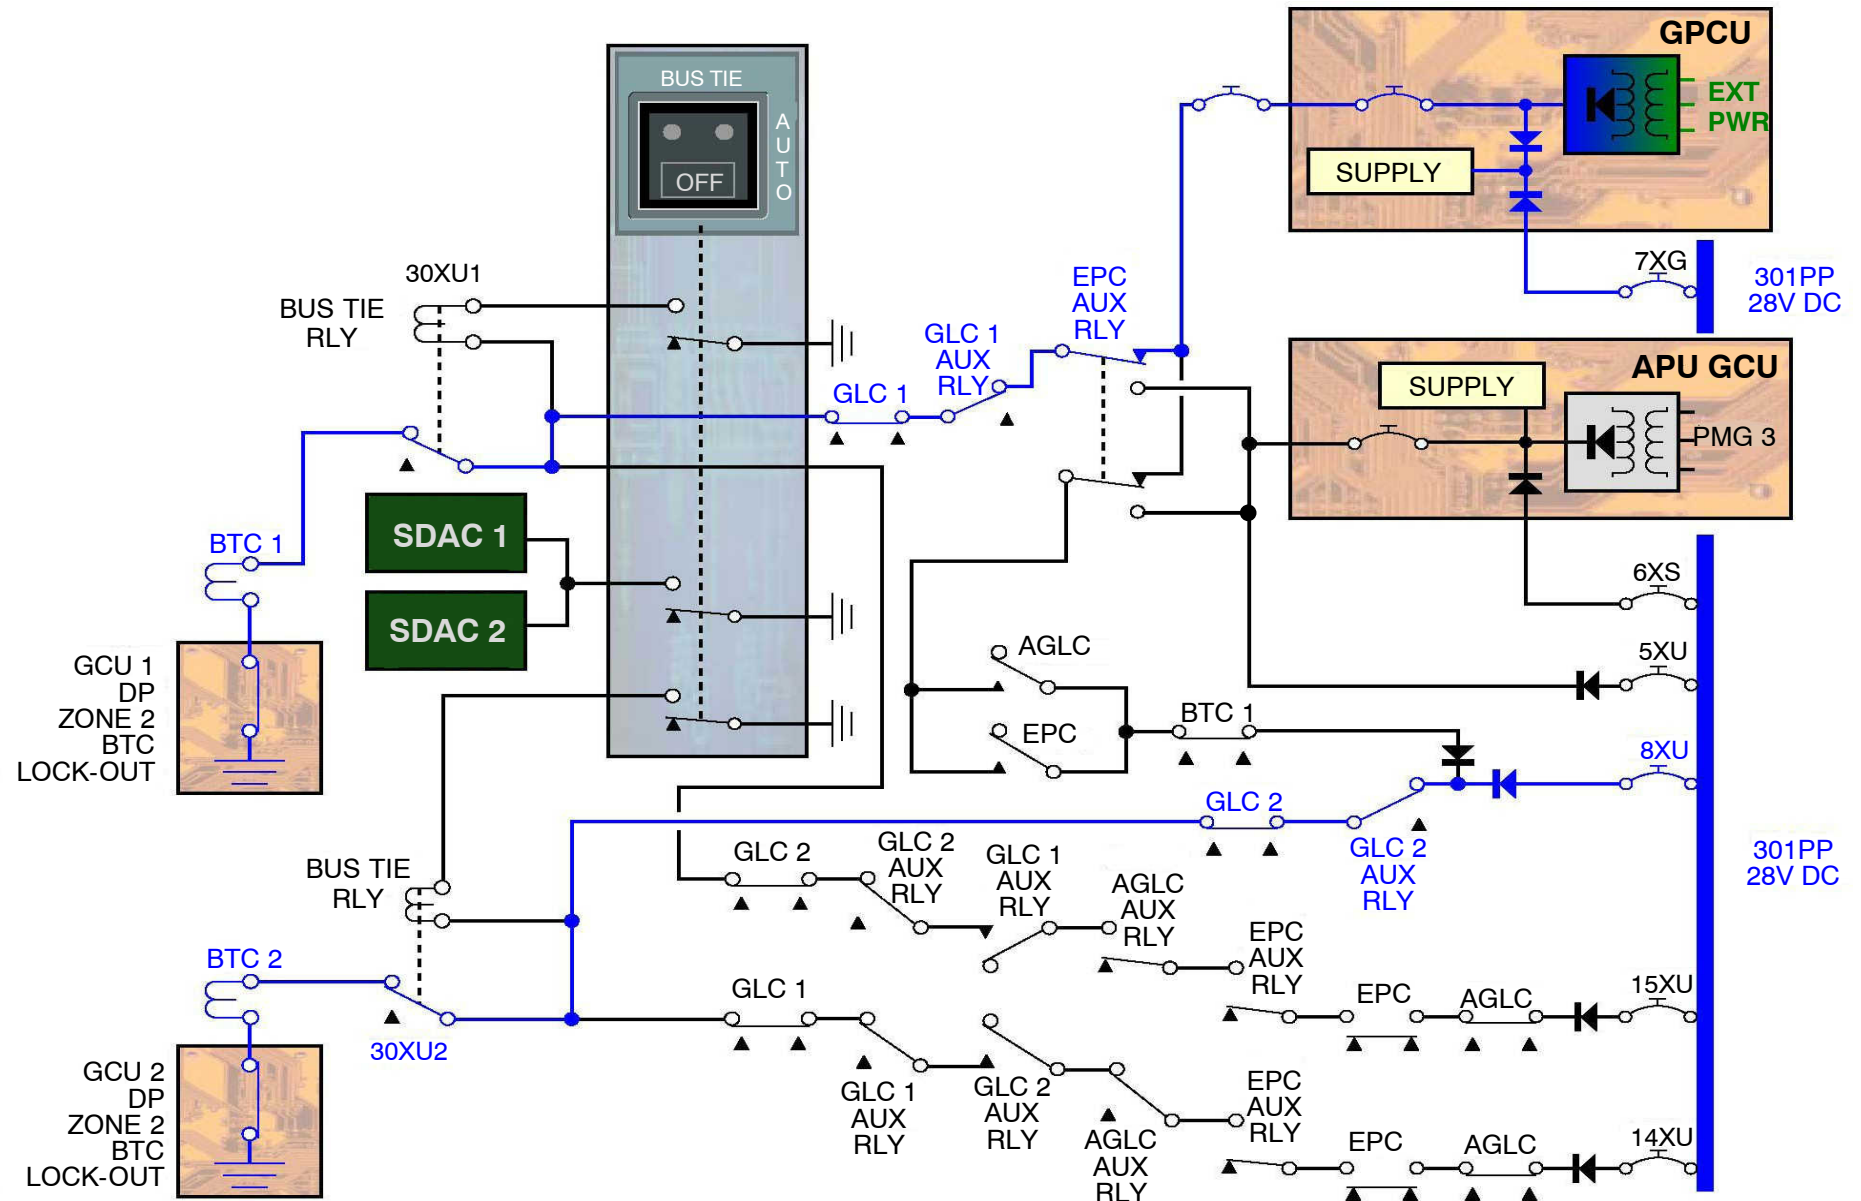 GPCU
EXT
PWR
SUPPLY
7XG
301PP
28V DC
BUS TIE
AUTO
OFF
30XU1
BUS TIE
RLY
GLC 1
GLC 1
AUX
RLY
EPC
AUX
RLY
APU GCU
SUPPLY
PMG 3
SDAC 1
SDAC 2
BTC 1
GCU 1
DP
ZONE 2
BTC
LOCK-OUT
6XS
5XU
AGLC
EPC
BTC 1
8XU
GLC 2
GLC 2
AUX
RLY
301PP
28V DC
BUS TIE
RLY
GLC 2
GLC 2
AUX
RLY
GLC 1
AUX
RLY
AGLC
AUX
RLY
EPC
AUX
RLY
EPC
AGLC
15XU
BTC 2
30XU2
GCU 2
DP
ZONE 2
BTC
LOCK-OUT
GLC 1
GLC 1
AUX
RLY
GLC 2
AUX
RLY
AGLC
AUX
RLY
EPC
AUX
RLY
EPC
AGLC
14XU